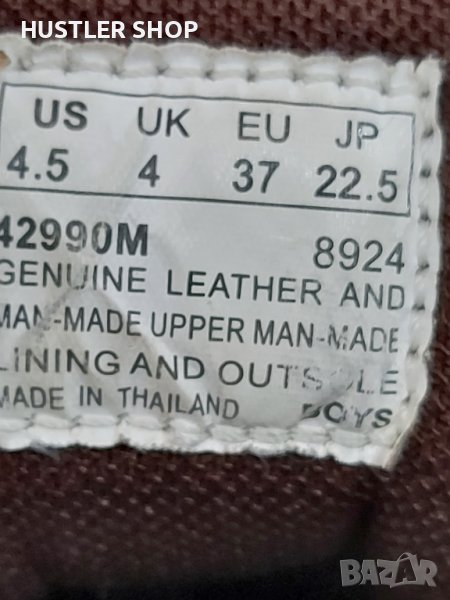 HUSTLER SHOP
US UK EU JP
4.5 4 37 22.5
42990M 8924
GENUINE LEATHER AND
MAN-MADE UPPER MAN-MADE
LINING AND OUTSOLE
MADE IN THAILAND BOYS
bazar